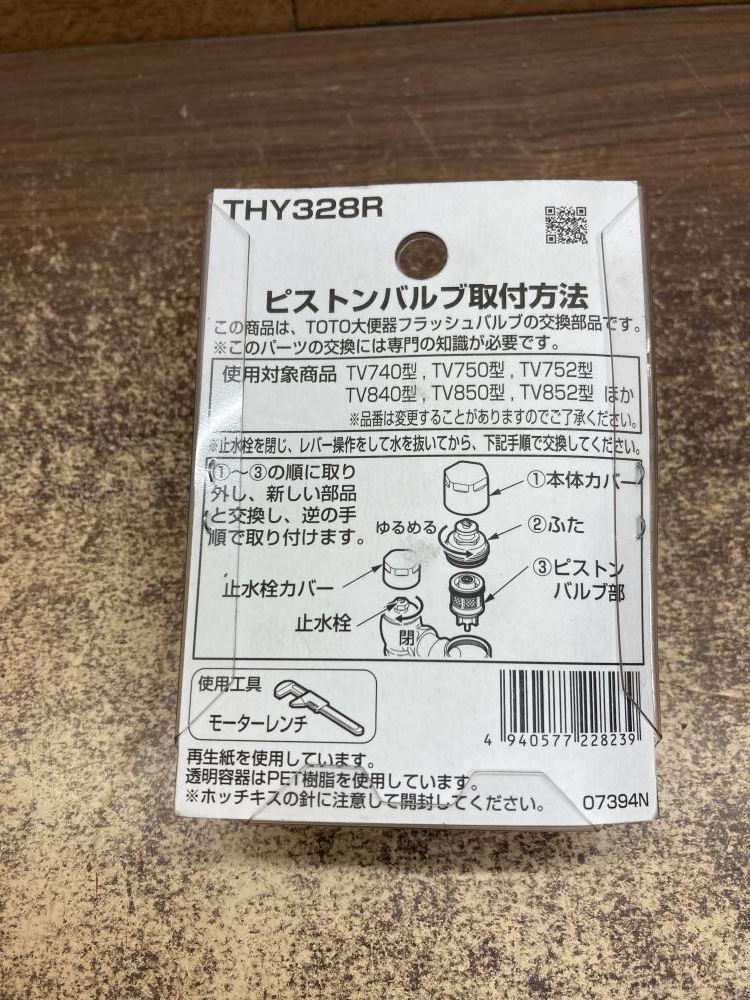 THY328R
ピストンバルブ取付方法
この商品は、TOTO大便器フラッシュバルブの交換部品です。
※このパーツの交換には専門の知識が必要です。
使用対象商品 TV740型, TV750型, TV752型
TV840型, TV850型, TV852型 ほか
※品番は変更することがありますのでご了承ください。
※止水栓を閉じ、レバー操作をして水を抜いてから、下記手順で交換してください。
①～③の順に取り
外し、新しい部品
と交換し、逆の手
順で取り付けます。
①本体カバー
ゆるめる
②ふた
③ピストン
バルブ部
止水栓カバー
止水栓
閉
使用工具
モーターレンチ
4 940577 228239
再生紙を使用しています。
透明容器はPET樹脂を使用しています。
※ホッチキスの針に注意して開封してください。
07394N